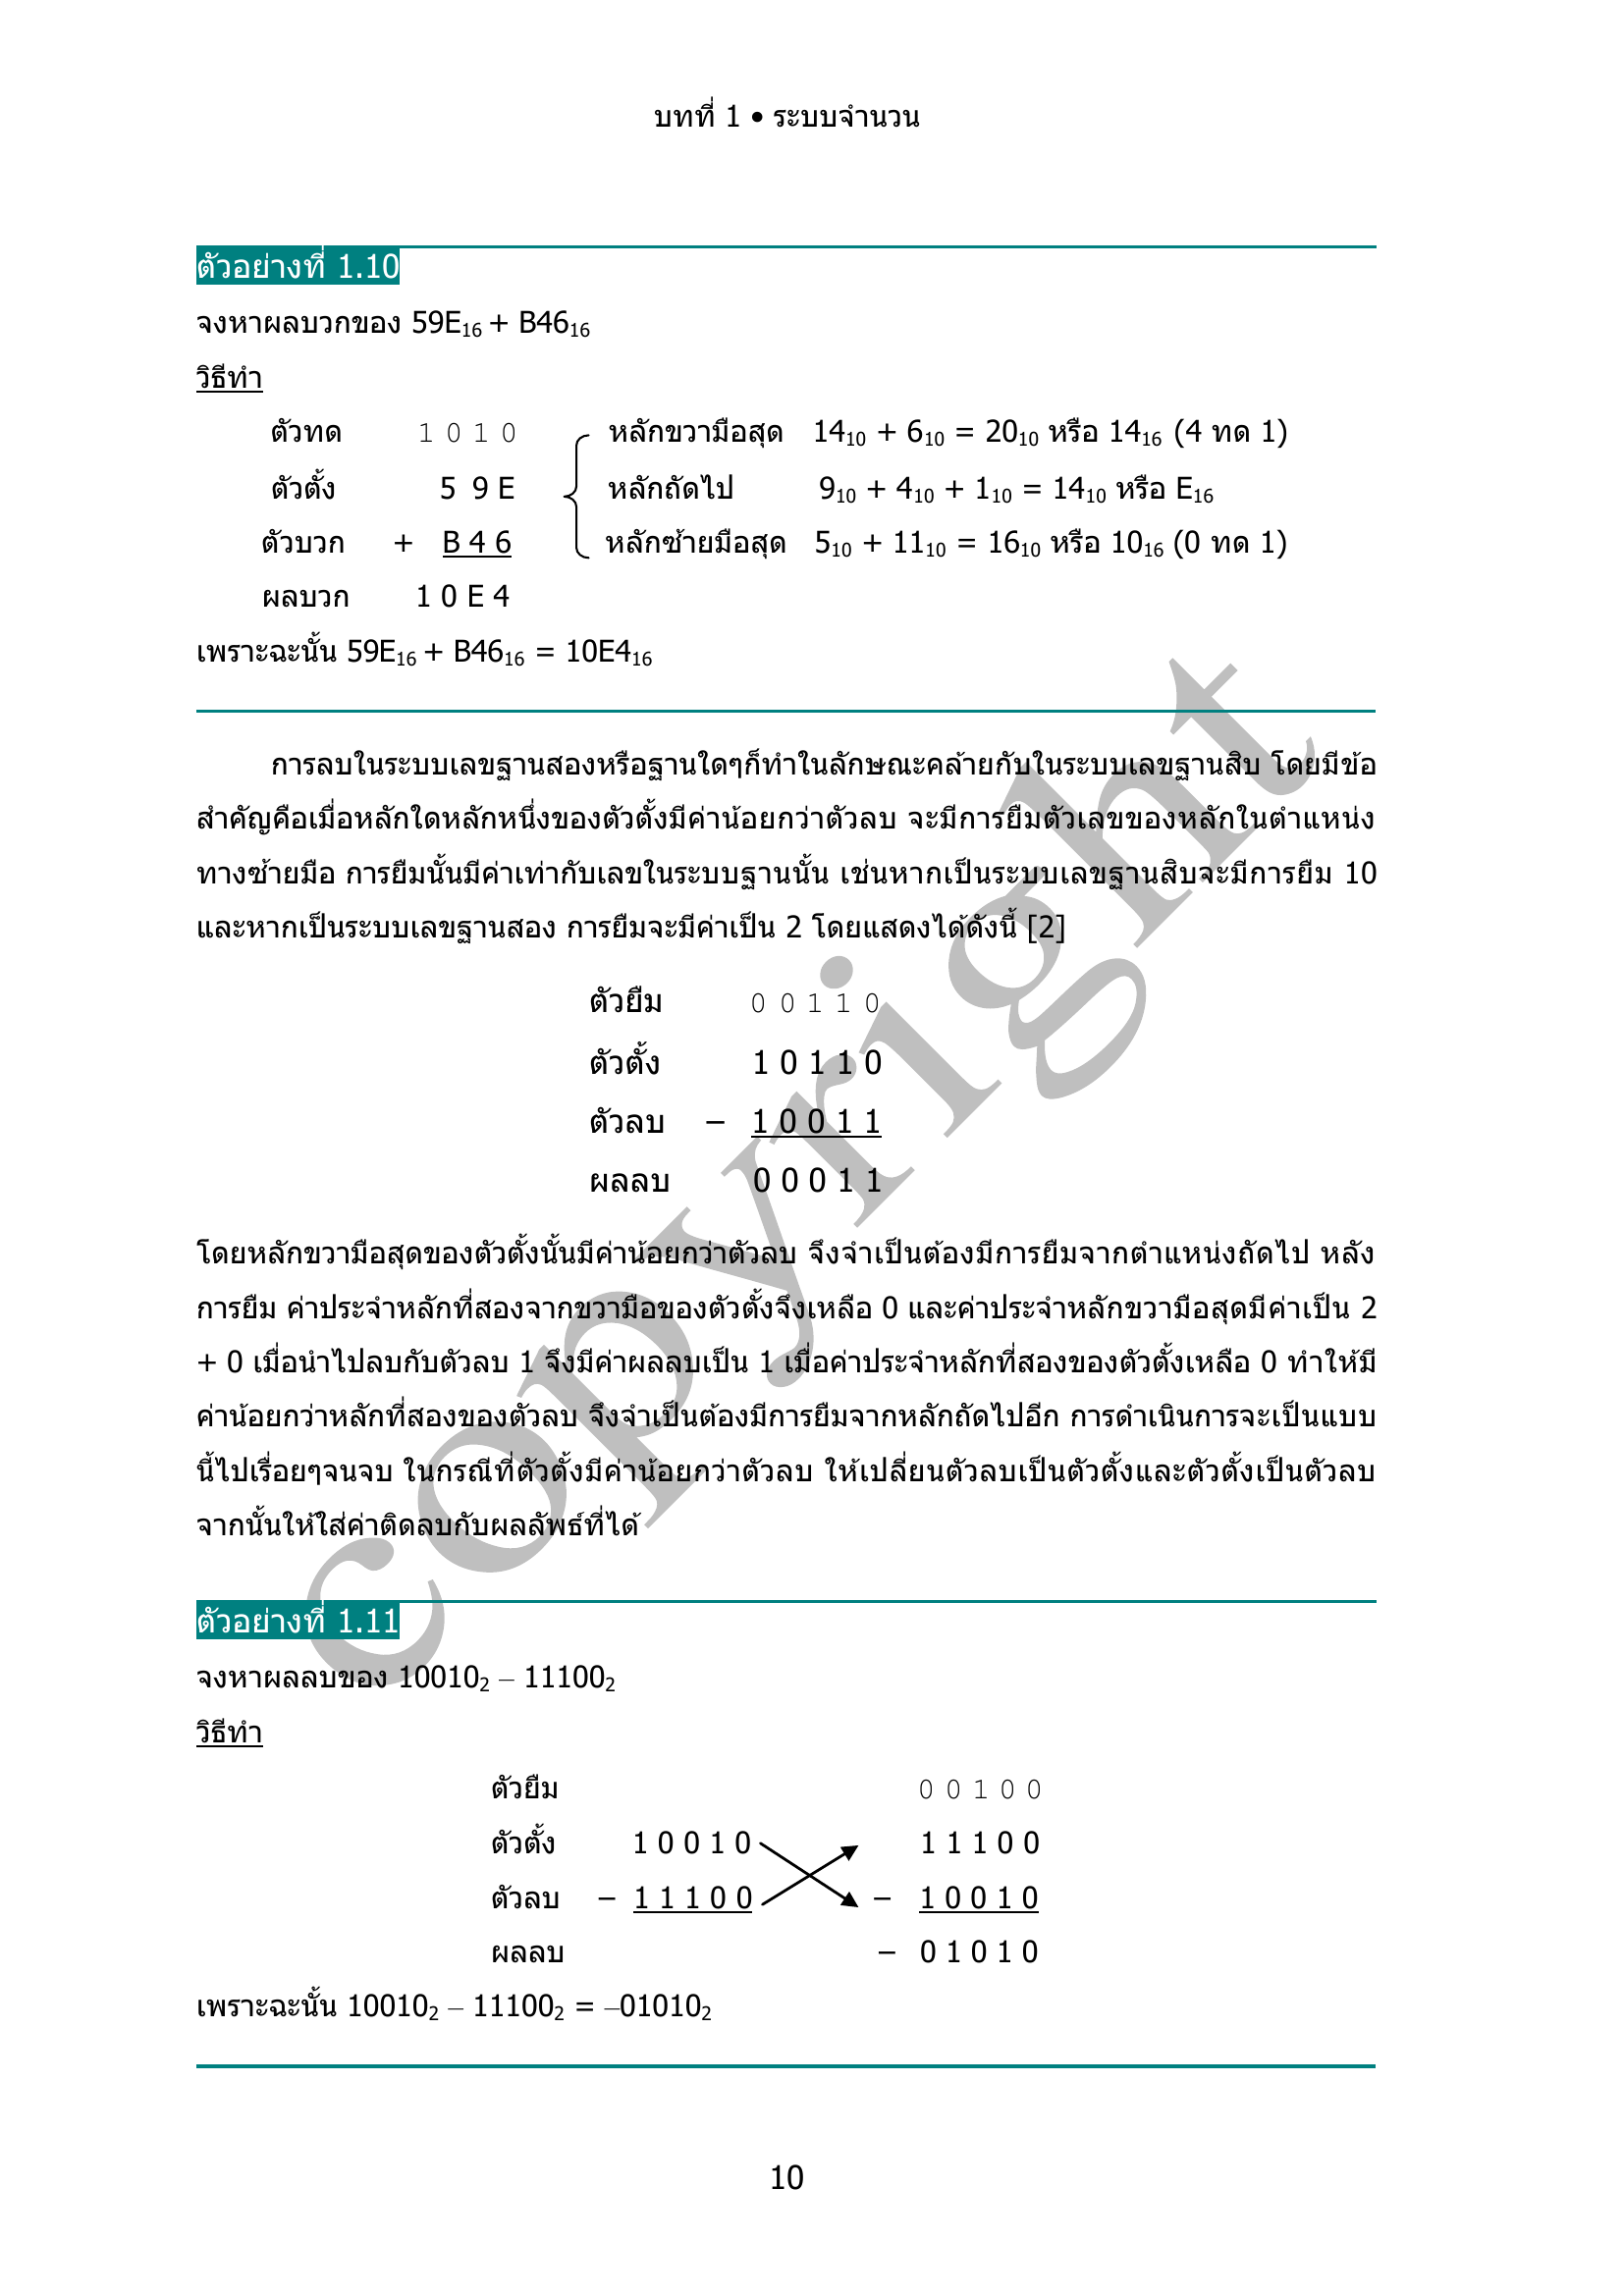 บทที่ 1 • ระบบจำนวน
ตัวอย่างที่ 1.10
จงหาผลบวกของ 59E₁₆ + B46₁₆
วิธีทำ
ตัวทด 1 0 1 0 หลักขวามือสุด 14₁₀ + 6₁₀ = 20₁₀ หรือ 14₁₆ (4 ทด 1)
ตัวตั้ง 5 9 E หลักถัดไป 9₁₀ + 4₁₀ + 1₁₀ = 14₁₀ หรือ E₁₆
ตัวบวก + B 4 6 หลักซ้ายมือสุด 5₁₀ + 11₁₀ = 16₁₀ หรือ 10₁₆ (0 ทด 1)
ผลบวก 1 0 E 4
เพราะฉะนั้น 59E₁₆ + B46₁₆ = 10E4₁₆
การลบในระบบเลขฐานสองหรือฐานใดๆก็ทำในลักษณะคล้ายกับในระบบเลขฐานสิบ โดยมีข้อ
สำคัญคือเมื่อหลักใดหลักหนึ่งของตัวตั้งมีค่าน้อยกว่าตัวลบ จะมีการยืมตัวเลขของหลักในตำแหน่ง
ทางซ้ายมือ การยืมนั้นมีค่าเท่ากับเลขในระบบฐานนั้น เช่นหากเป็นระบบเลขฐานสิบจะมีการยืม 10
และหากเป็นระบบเลขฐานสอง การยืมจะมีค่าเป็น 2 โดยแสดงได้ดังนี้ [2]
ตัวยืม 0 0 1 1 0
ตัวตั้ง 1 0 1 1 0
ตัวลบ – 1 0 0 1 1
ผลลบ 0 0 0 1 1
โดยหลักขวามือสุดของตัวตั้งนั้นมีค่าน้อยกว่าตัวลบ จึงจำเป็นต้องมีการยืมจากตำแหน่งถัดไป หลัง
การยืม ค่าประจำหลักที่สองจากขวามือของตัวตั้งจึงเหลือ 0 และค่าประจำหลักขวามือสุดมีค่าเป็น 2
+ 0 เมื่อนำไปลบกับตัวลบ 1 จึงมีค่าผลลบเป็น 1 เมื่อค่าประจำหลักที่สองของตัวตั้งเหลือ 0 ทำให้มี
ค่าน้อยกว่าหลักที่สองของตัวลบ จึงจำเป็นต้องมีการยืมจากหลักถัดไปอีก การดำเนินการจะเป็นแบบ
นี้ไปเรื่อยๆจนจบ ในกรณีที่ตัวตั้งมีค่าน้อยกว่าตัวลบ ให้เปลี่ยนตัวลบเป็นตัวตั้งและตัวตั้งเป็นตัวลบ
จากนั้นให้ใส่ค่าติดลบกับผลลัพธ์ที่ได้
copyright
ตัวอย่างที่ 1.11
จงหาผลลบของ 10010₂ – 11100₂
วิธีทำ
ตัวยืม 0 0 1 0 0
ตัวตั้ง 1 0 0 1 0 1 1 1 0 0
ตัวลบ – 1 1 1 0 0 – 1 0 0 1 0
ผลลบ – 0 1 0 1 0
เพราะฉะนั้น 10010₂ – 11100₂ = –01010₂
10